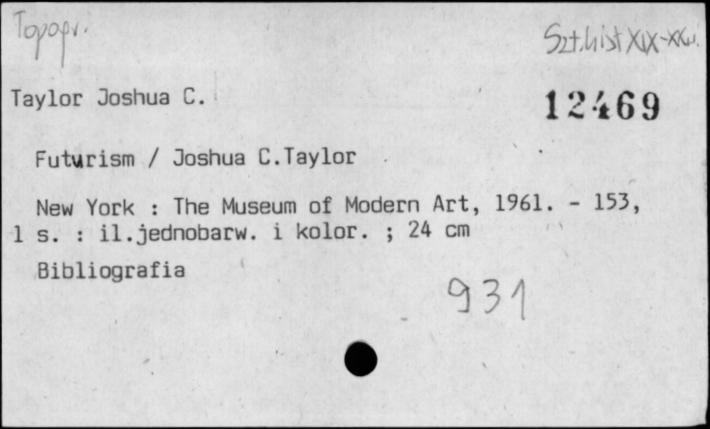 Topogr.
Szt. hist XIX-XXw.
Taylor Joshua C.
12469
Futurism / Joshua C.Taylor
New York : The Museum of Modern Art, 1961. - 153,
1 s. : il.jednobarw. i kolor. ; 24 cm
Bibliografia
931